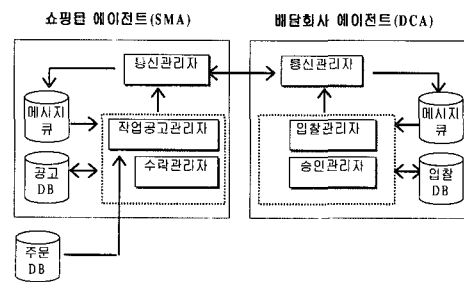 쇼핑몰 에이전트(SMA)
배달회사 에이전트(DCA)
통신관리자
통신관리자
메시지
큐
작업공고관리자
수락관리자
공고
DB
입찰관리자
승인관리자
메시지
큐
입찰
DB
주문
DB